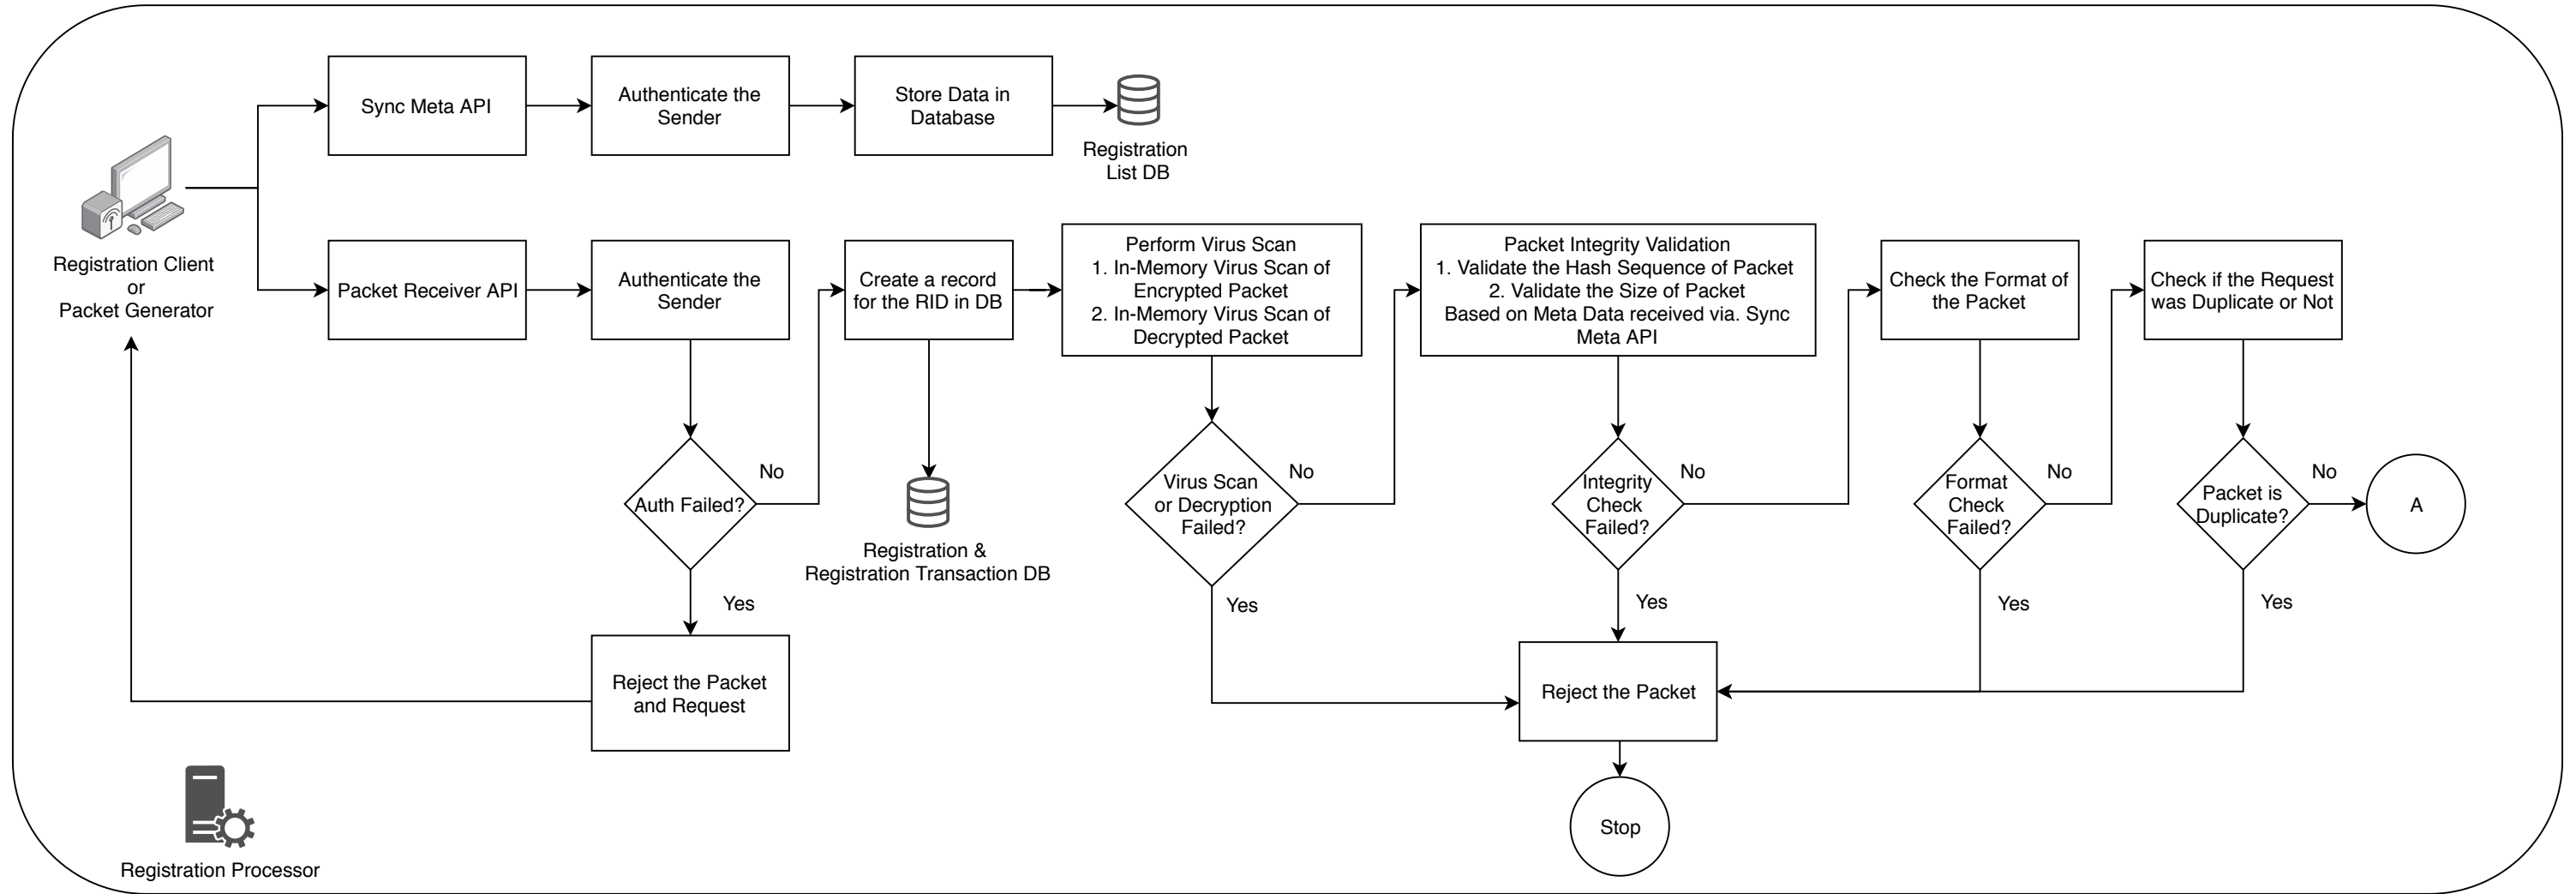 Sync Meta API
Authenticate the
Sender
Store Data in
Database
Registration
List DB
Registration Client
or
Packet Generator
Packet Receiver API
Authenticate the
Sender
Create a record
for the RID in DB
Perform Virus Scan
1. In-Memory Virus Scan of
Encrypted Packet
2. In-Memory Virus Scan of
Decrypted Packet
Packet Integrity Validation
1. Validate the Hash Sequence of Packet
2. Validate the Size of Packet
Based on Meta Data received via. Sync
Meta API
Check the Format of
the Packet
Check if the Request
was Duplicate or Not
Auth Failed?
No
Registration &
Registration Transaction DB
Virus Scan
or Decryption
Failed?
No
Integrity
Check
Failed?
No
Format
Check
Failed?
No
Packet is
Duplicate?
No
A
Yes
Yes
Yes
Yes
Yes
Reject the Packet
and Request
Reject the Packet
Stop
Registration Processor